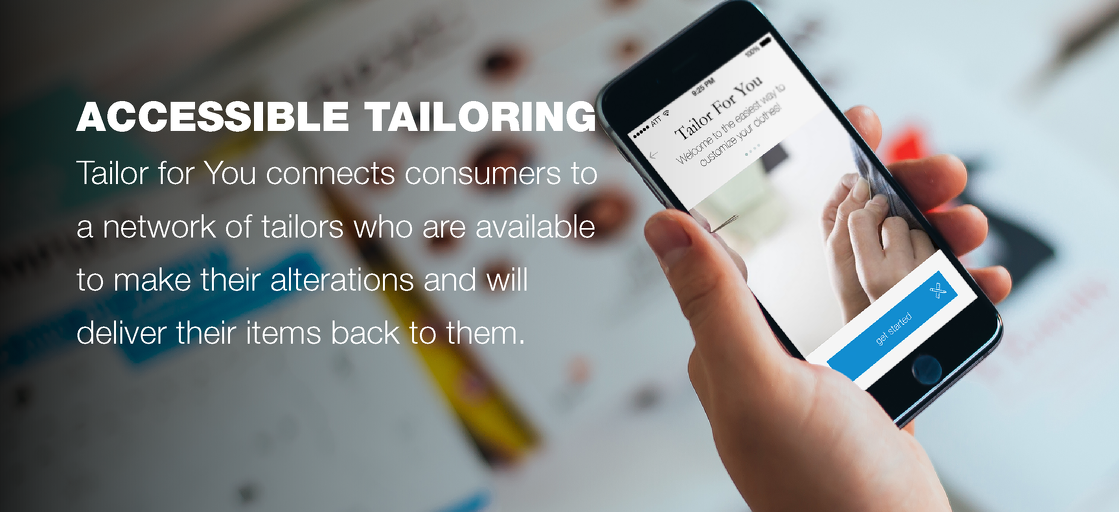 ACCESSIBLE TAILORING
Tailor for You connects consumers to
a network of tailors who are available
to make their alterations and will
deliver their items back to them.
ATT
9:25 PM
100%
Tailor For You
Welcome to the easiest way to
customize your clothes!
get started